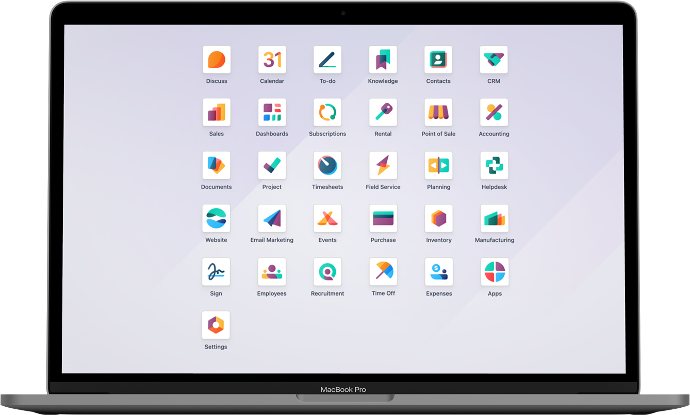 31
Discuss Calendar To-do Knowledge Contacts CRM
Sales Dashboards Subscriptions Rental Point of Sale Accounting
Documents Project Timesheets Field Service Planning Helpdesk
$
Website Email Marketing Events Purchase Inventory Manufacturing
Sign Employees Recruitment Time Off Expenses Apps
Settings
MacBook Pro